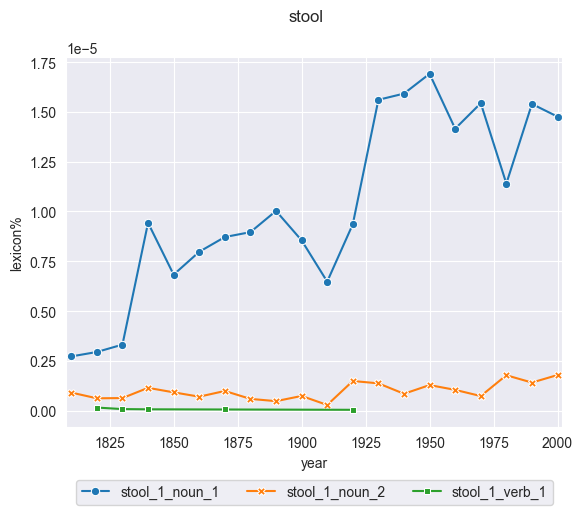 stool
1e−5
1.75
1.50
1.25
1.00
0.75
0.50
0.25
0.00
lexicon%
1825 1850 1875 1900 1925 1950 1975 2000
year
stool_1_noun_1 stool_1_noun_2 stool_1_verb_1